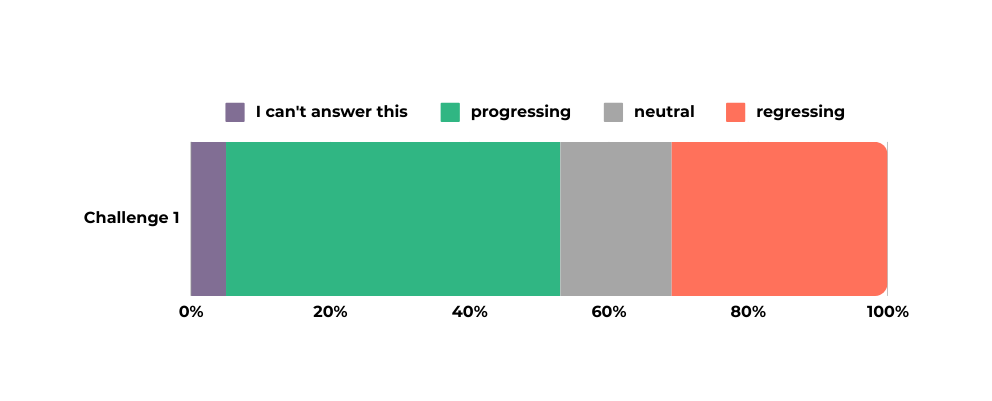 I can't answer this progressing neutral regressing
Challenge 1
0% 20% 40% 60% 80% 100%